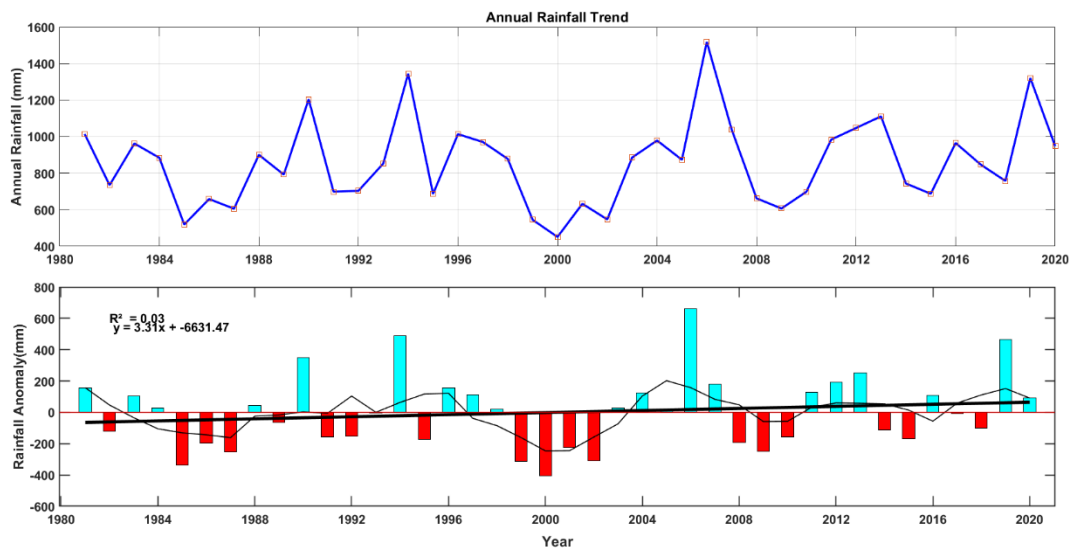 Annual Rainfall Trend
Annual Rainfall (mm)
1600
1400
1200
1000
800
600
400
1980 1984 1988 1992 1996 2000 2004 2008 2012 2016 2020
Rainfall Anomaly(mm)
800
600
400
200
0
-200
-400
-600
R² = 0.03
y = 3.31x + -6631.47
1980 1984 1988 1992 1996 2000 2004 2008 2012 2016 2020
Year